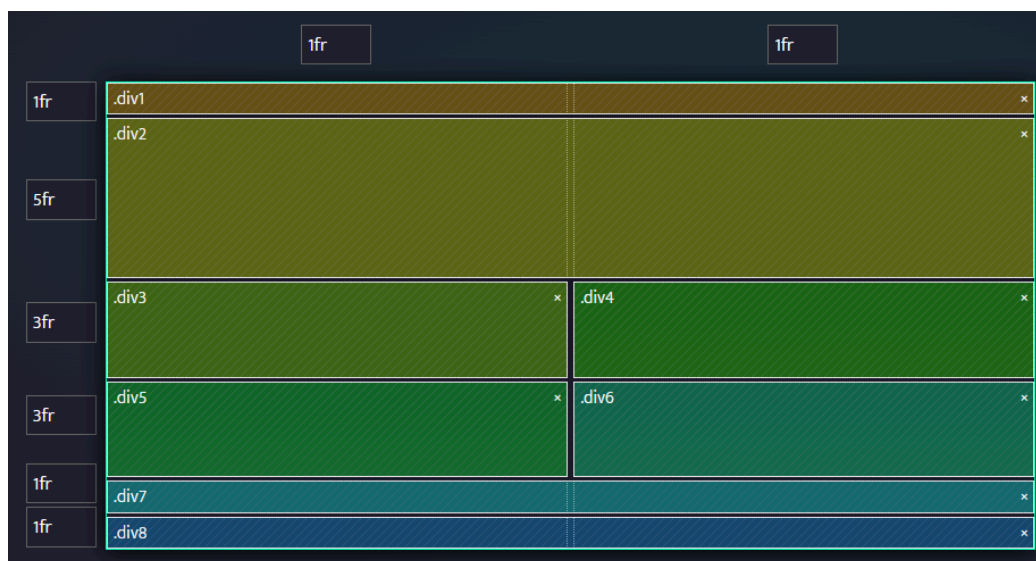 1fr 1fr
1fr
.div1 ×
.div2 ×
5fr
.div3 × .div4 ×
3fr
.div5 × .div6 ×
3fr
1fr
.div7 ×
1fr
.div8 ×